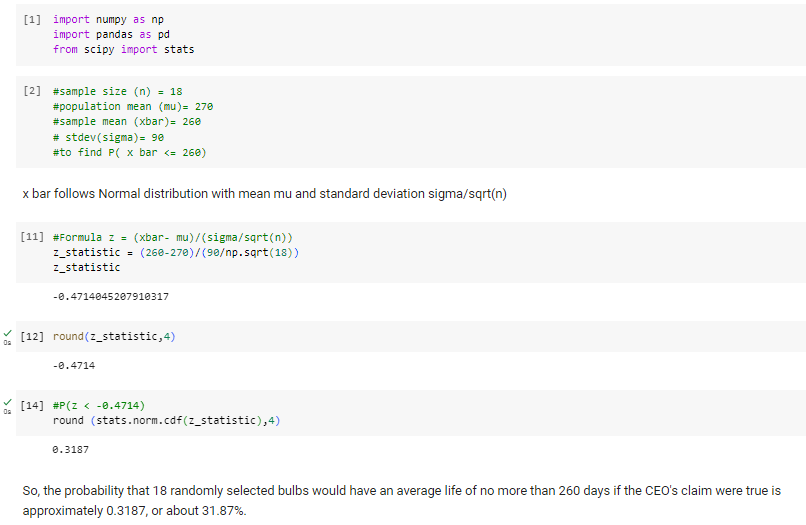 [1] import numpy as np
import pandas as pd
from scipy import stats
[2] #sample size (n) = 18
#population mean (mu)= 270
#sample mean (xbar)= 260
# stdev(sigma)= 90
#to find P( x bar <= 260)
x bar follows Normal distribution with mean mu and standard deviation sigma/sqrt(n)
[11] #Formula z = (xbar- mu)/(sigma/sqrt(n))
z_statistic = (260-270)/(90/np.sqrt(18))
z_statistic
-0.4714045207910317
[12] round(z_statistic,4)
0s
-0.4714
[14] #P(z < -0.4714)
0s round (stats.norm.cdf(z_statistic),4)
0.3187
So, the probability that 18 randomly selected bulbs would have an average life of no more than 260 days if the CEO's claim were true is
approximately 0.3187, or about 31.87%.